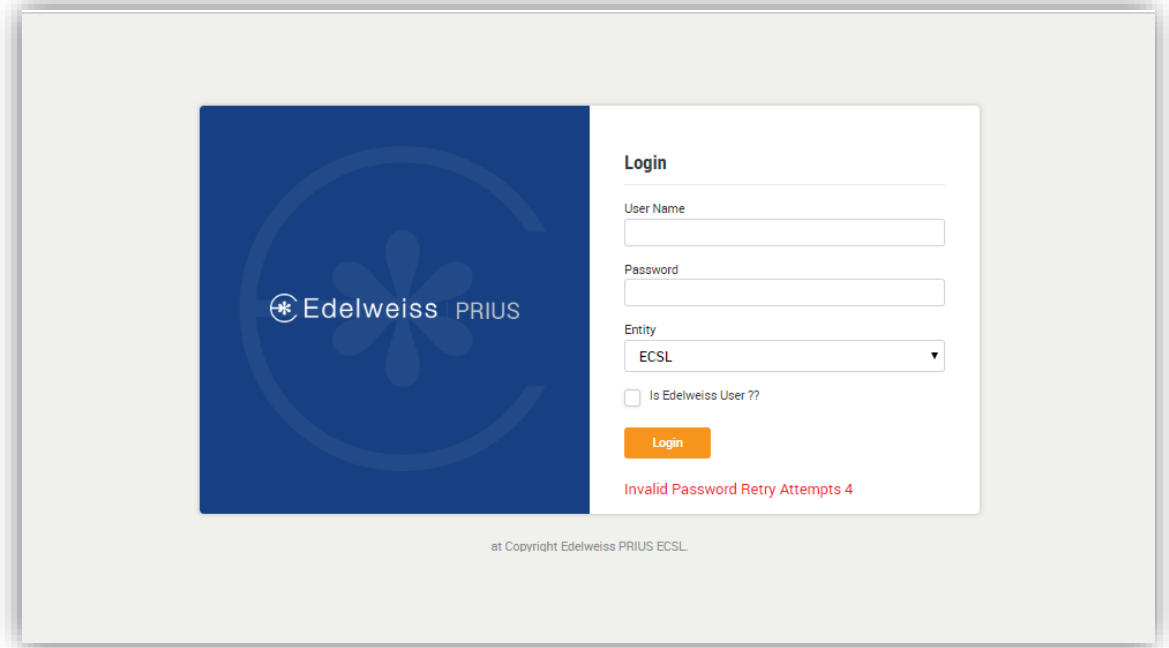 Edelweiss PRIUS
Login
User Name
Password
Entity
ECSL
Is Edelweiss User ??
Login
Invalid Password Retry Attempts 4
at Copyright Edelweiss PRIUS ECSL.